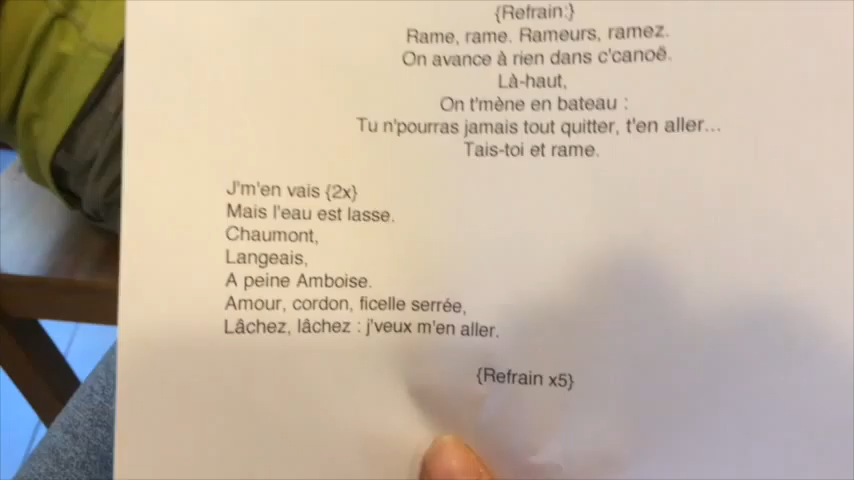 {Refrain:}
Rame, rame. Rameurs, ramez.
On avance à rien dans c'canoë.
Là-haut,
On t'mène en bateau :
Tu n'pourras jamais tout quitter, t'en aller...
Tais-toi et rame.
J'm'en vais {2x}
Mais l'eau est lasse.
Chaumont,
Langeais,
A peine Amboise.
Amour, cordon, ficelle serrée,
Lâchez, lâchez : j'veux m'en aller.
{Refrain x5}